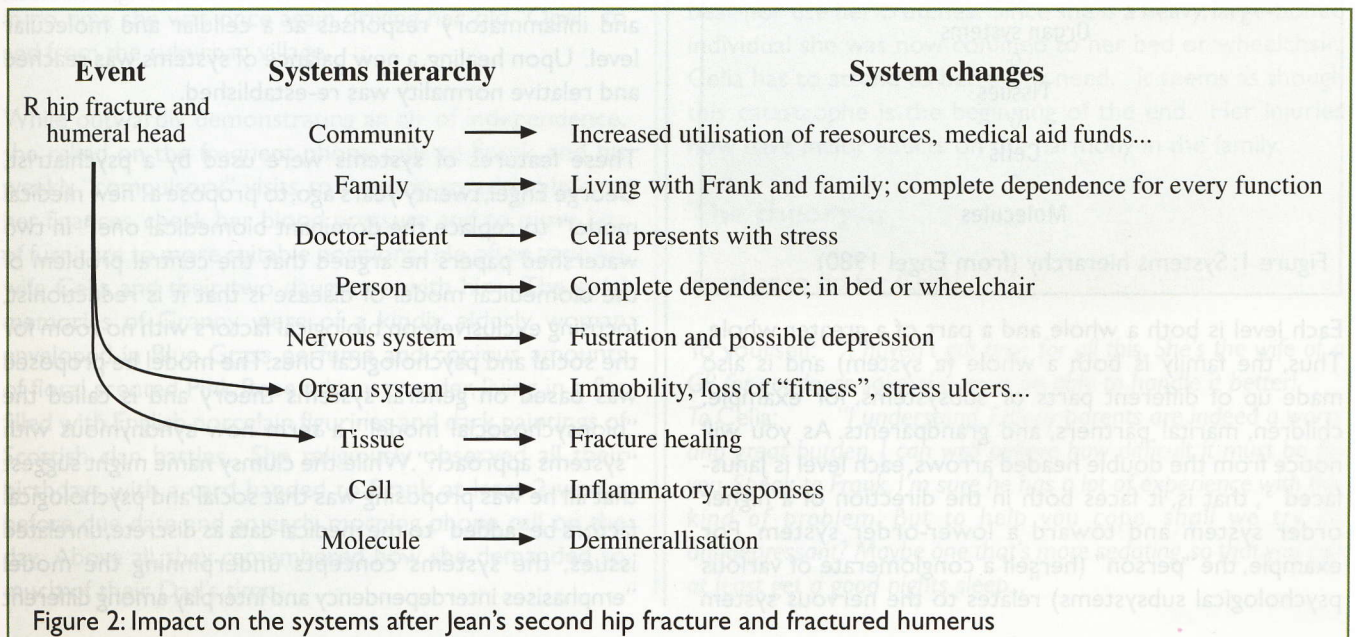 Event Systems hierarchy System changes
R hip fracture and
humeral head
Community Increased utilisation of reesources, medical aid funds...
Family Living with Frank and family; complete dependence for every function
Doctor-patient Celia presents with stress
Person Complete dependence; in bed or wheelchair
Nervous system Fustration and possible depression
Organ system Immobility, loss of “fitness”, stress ulcers...
Tissue Fracture healing
Cell Inflammatory responses
Molecule Demineralisation
Figure 2: Impact on the systems after Jean's second hip fracture and fractured humerus